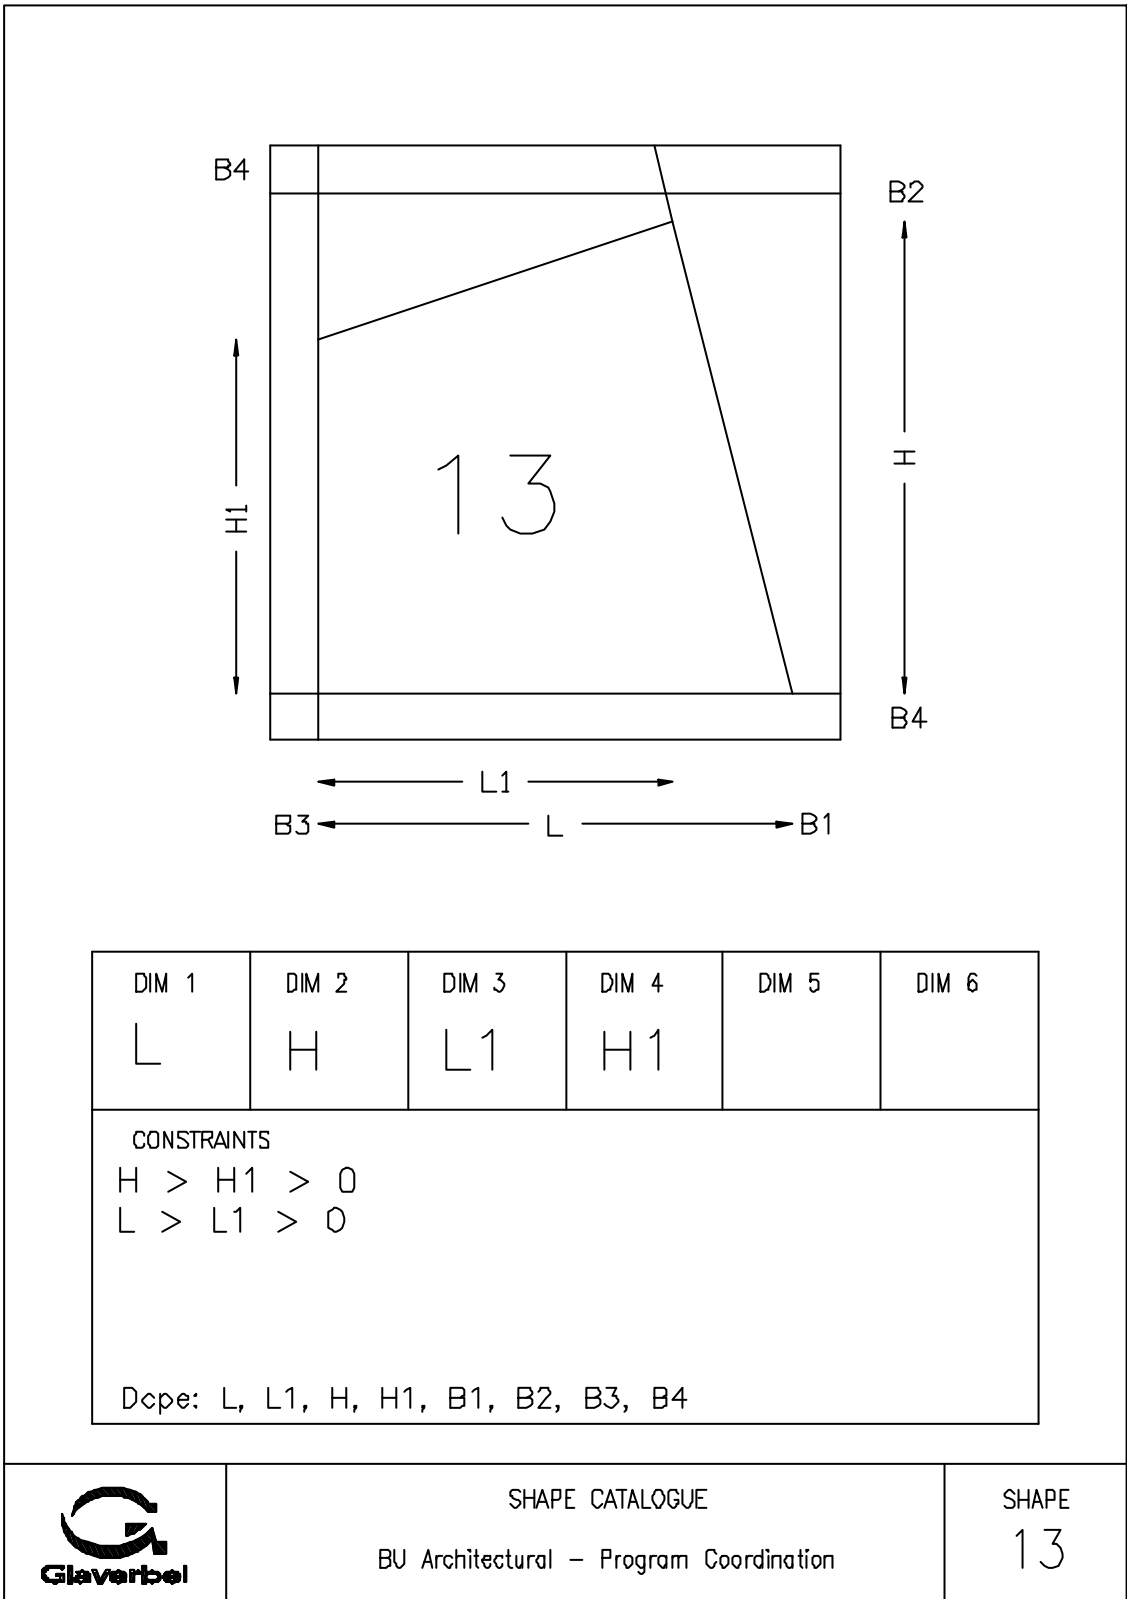 B4
B2
13
H
H1
B4
L1
B3
L
B1
DIM 1
DIM 2
DIM 3
DIM 4
DIM 5
DIM 6
L
H
L1
H1
CONSTRAINTS
H > H1 > 0
L > L1 > 0
Dcpe: L, L1, H, H1, B1, B2, B3, B4
SHAPE CATALOGUE
SHAPE
BU Architectural – Program Coordination
13
Glaverbel